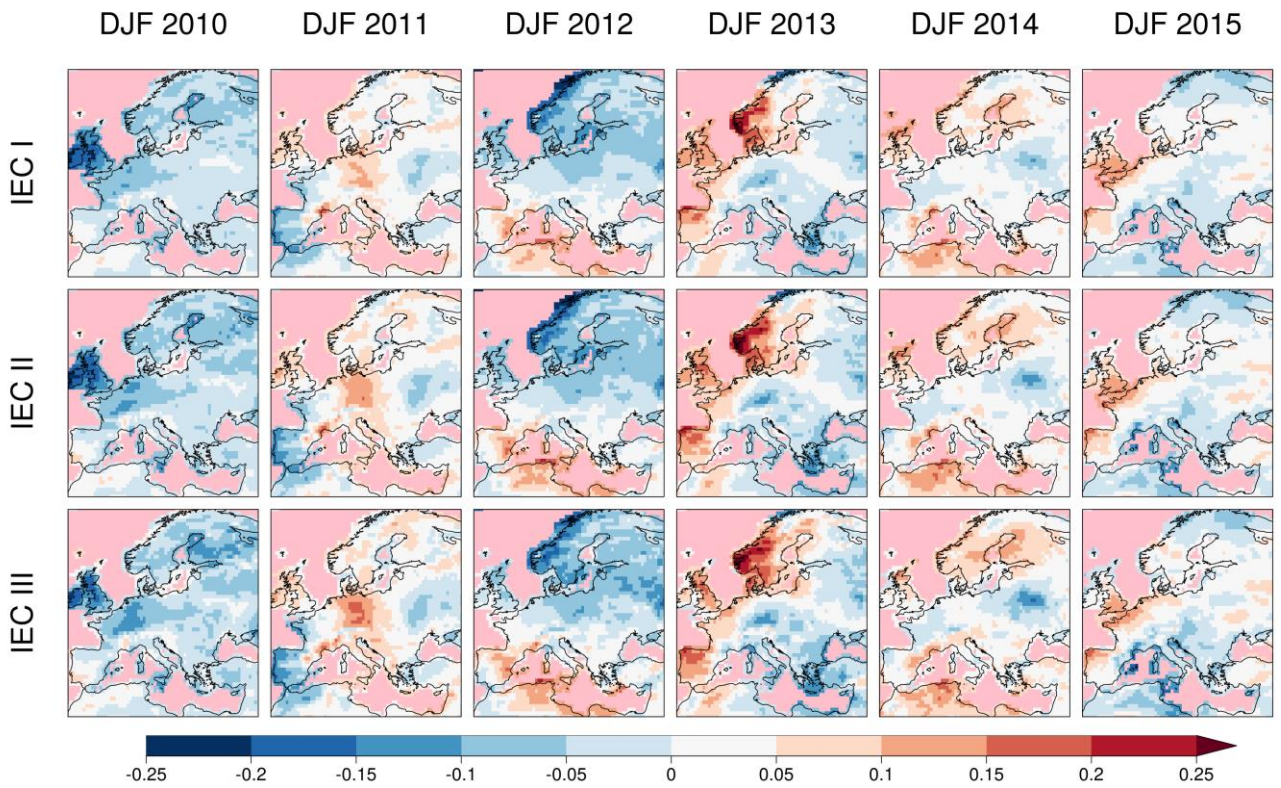 DJF 2010 DJF 2011 DJF 2012 DJF 2013 DJF 2014 DJF 2015
IEC I
IEC II
IEC III
-0.25 -0.2 -0.15 -0.1 -0.05 0 0.05 0.1 0.15 0.2 0.25